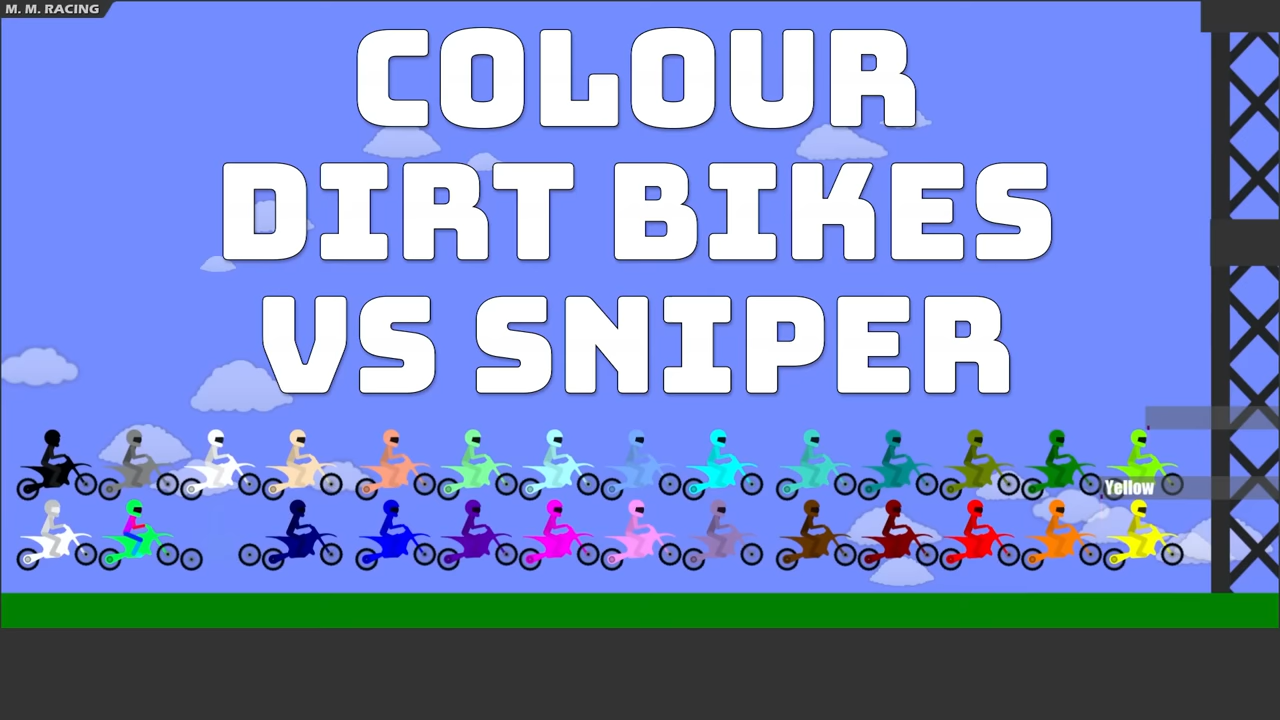 M. M. RACING
COLOUR
DIRT BIKES
VS SNIPER
Yellow